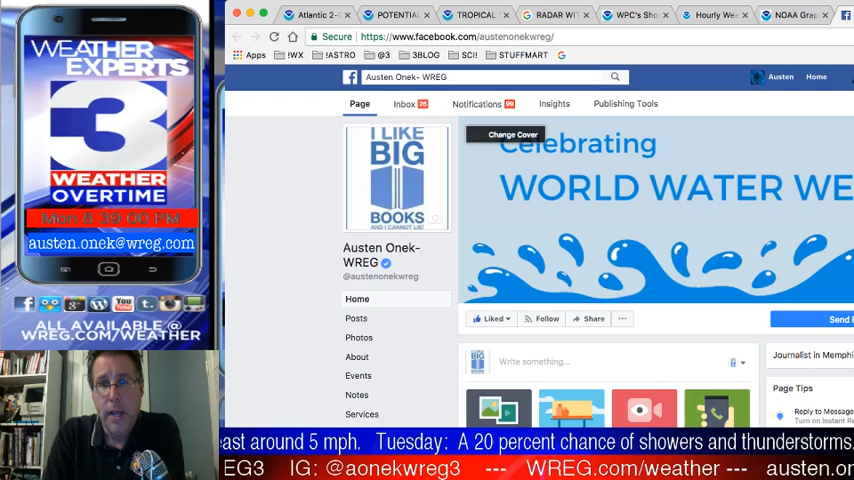 WEATHER
EXPERTS
3
WEATHER
OVERTIME
Mon 8:39:00 PM
austen.onek@wreg.com
ALL AVAILABLE @
WREG.COM/WEATHER
Atlantic 2-
POTENTIAL
TROPICAL
RADAR WIT
WPC's Sho
Hourly Wea
NOAA Grap
Secure
https://www.facebook.com/austenonekwreg/
Apps
!WX
!ASTRO
@3
3BLOG
SCI!
STUFFMART
Austen Onek- WREG
Austen
Home
Page
Inbox 26
Notifications 99
Insights
Publishing Tools
I LIKE
BIG
BOOKS
AND I CANNOT LIE!
Change Cover
Celebrating
WORLD WATER WE
Austen Onek-
WREG
@austenonekwreg
Home
Posts
Photos
About
Events
Notes
Services
Liked
Follow
Share
Send
Write something...
Journalist in Memphi
Page Tips
Reply to Message
Turn on Instant R
east around 5 mph. Tuesday: A 20 percent chance of showers and thunderstorms.
EG3 IG: @aonekwreg3 --- WREG.com/weather --- austen.on